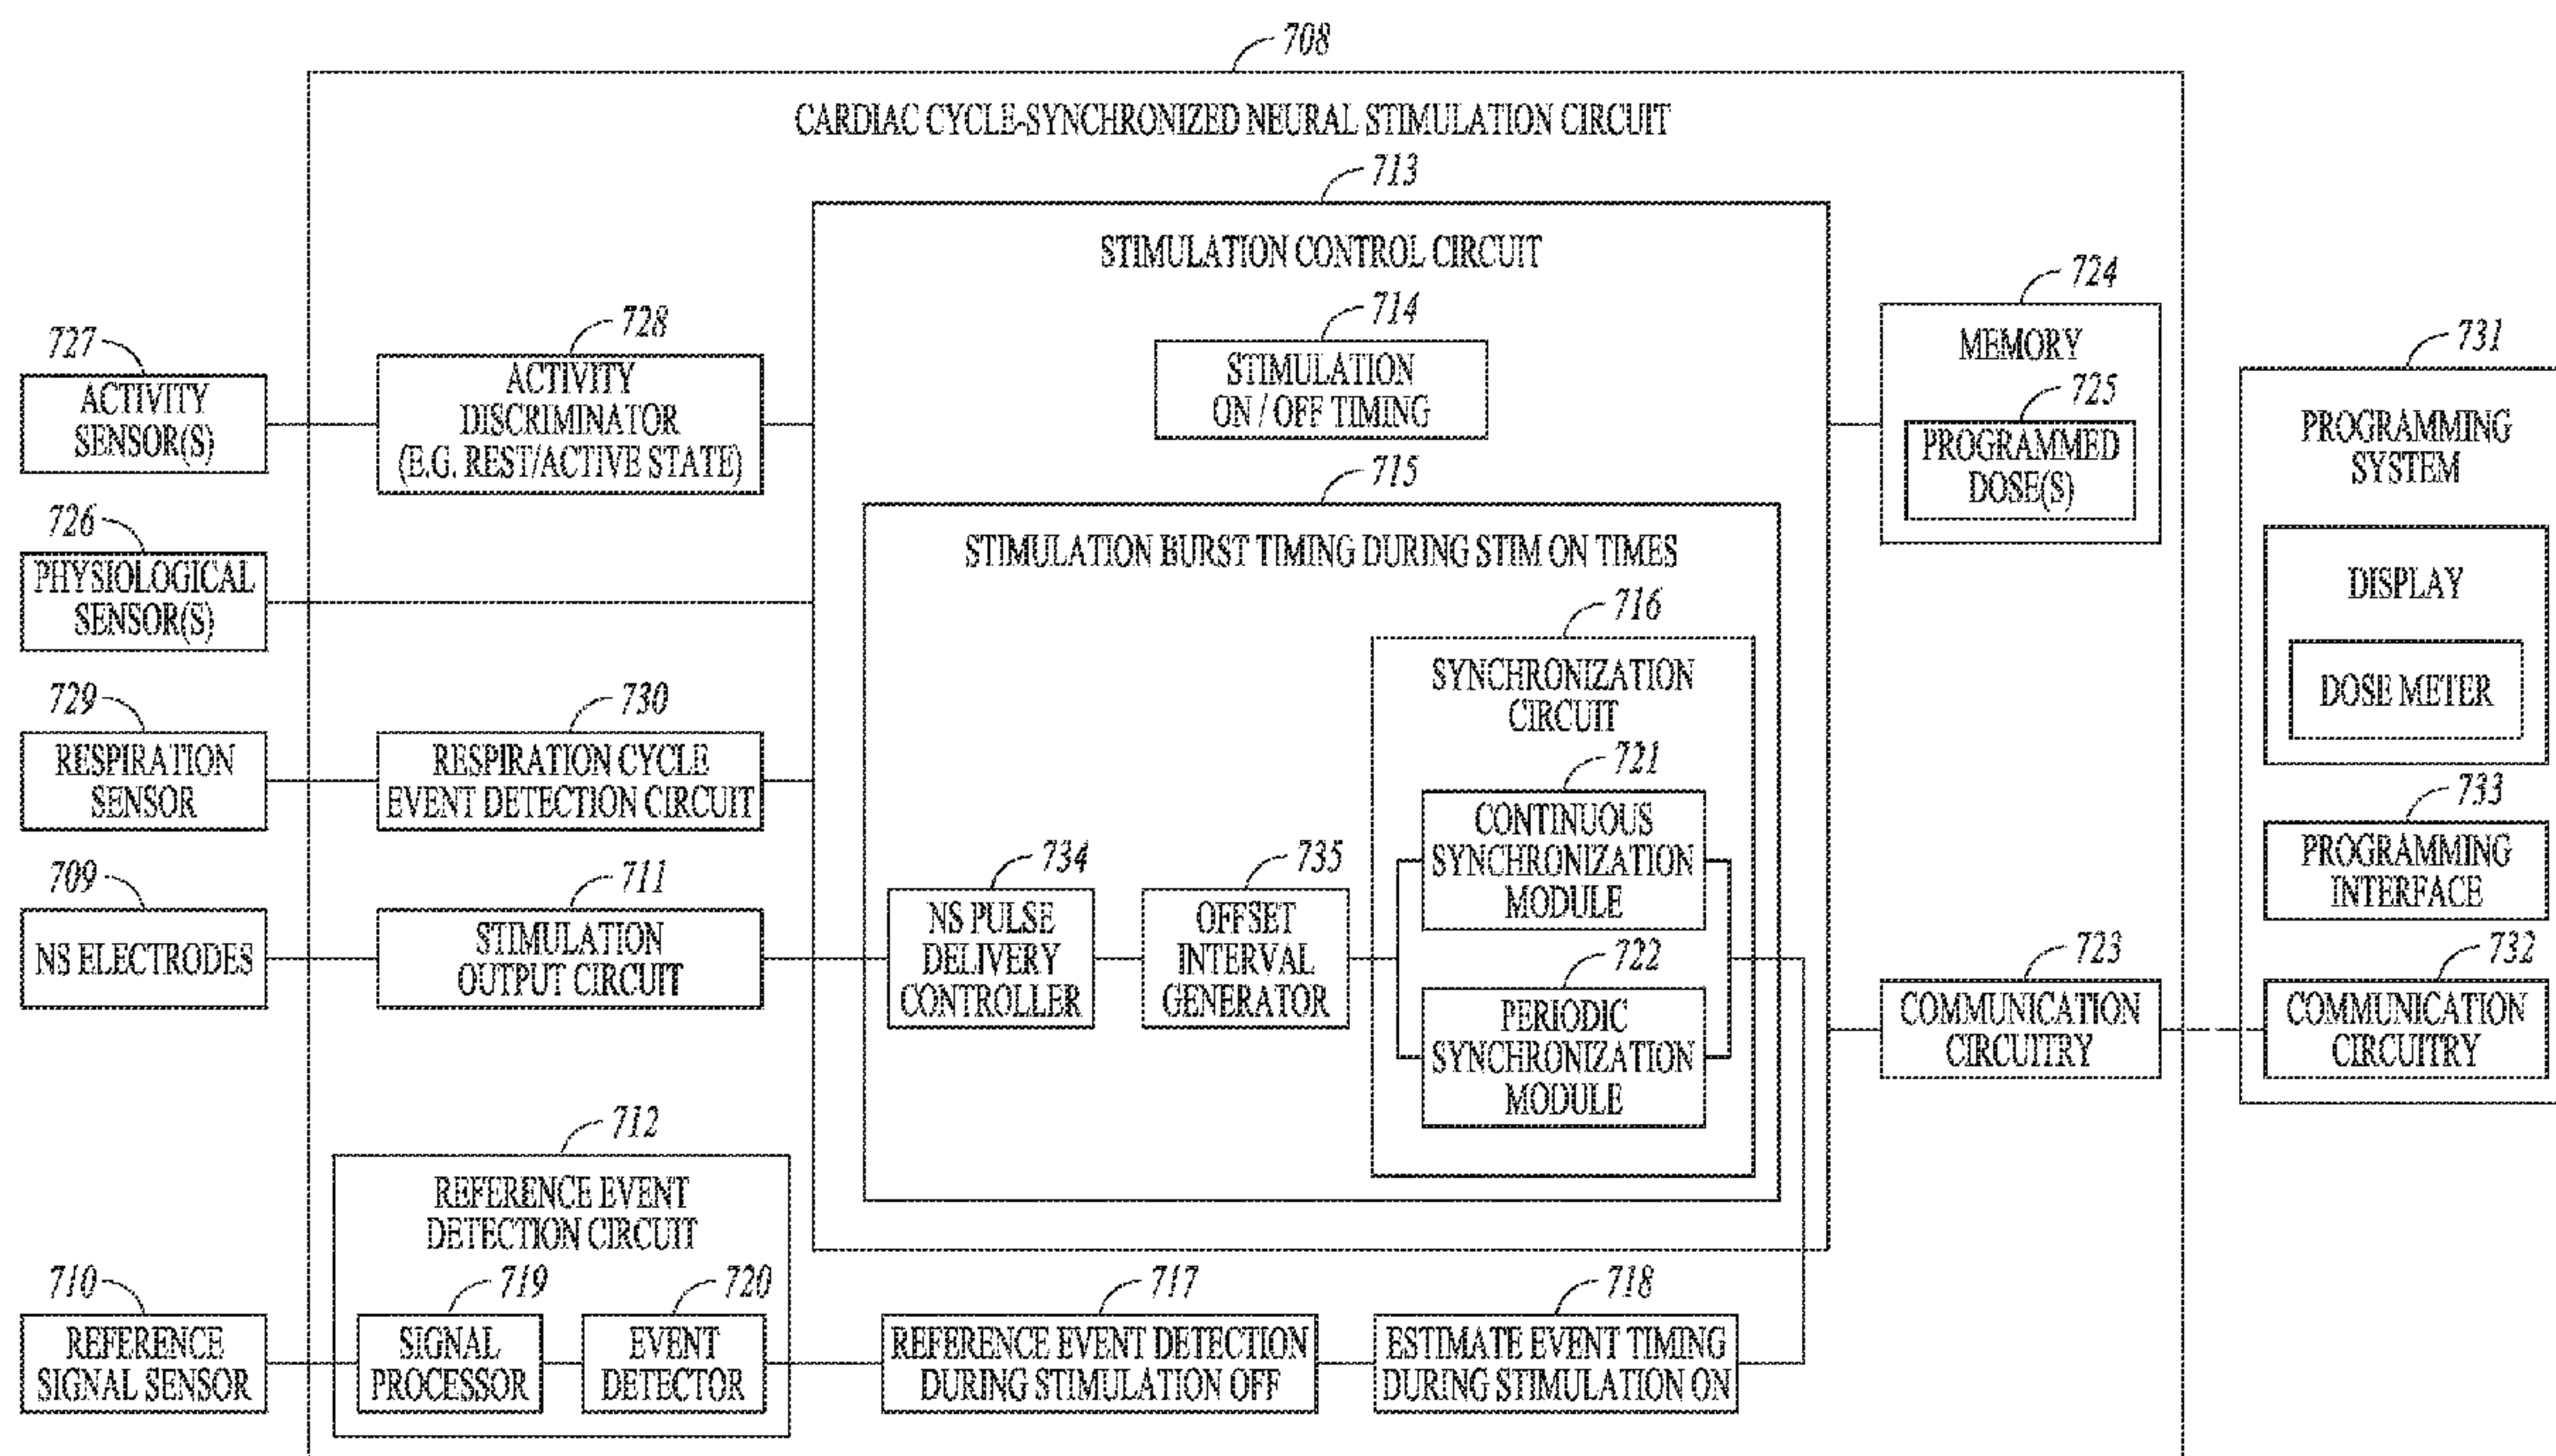 708
CARDIAC CYCLE-SYNCHRONIZED NEURAL STIMULATION CIRCUIT
713
STIMULATION CONTROL CIRCUIT
714
STIMULATION
ON / OFF TIMING
727
ACTIVITY
SENSOR(S)
728
ACTIVITY
DISCRIMINATOR
(E.G. REST/ACTIVE STATE)
724
MEMORY
725
PROGRAMMED
DOSE(S)
731
PROGRAMMING
SYSTEM
DISPLAY
DOSE METER
733
PROGRAMMING
INTERFACE
732
COMMUNICATION
CIRCUITRY
715
STIMULATION BURST TIMING DURING STIM ON TIMES
726
PHYSIOLOGICAL
SENSOR(S)
716
SYNCHRONIZATION
CIRCUIT
721
CONTINUOUS
SYNCHRONIZATION
MODULE
722
PERIODIC
SYNCHRONIZATION
MODULE
729
RESPIRATION
SENSOR
730
RESPIRATION CYCLE
EVENT DETECTION CIRCUIT
709
NS ELECTRODES
711
STIMULATION
OUTPUT CIRCUIT
734
NS PULSE
DELIVERY
CONTROLLER
735
OFFSET
INTERVAL
GENERATOR
723
COMMUNICATION
CIRCUITRY
712
REFERENCE EVENT
DETECTION CIRCUIT
710
REFERENCE
SIGNAL SENSOR
719
SIGNAL
PROCESSOR
720
EVENT
DETECTOR
717
REFERENCE EVENT DETECTION
DURING STIMULATION OFF
718
ESTIMATE EVENT TIMING
DURING STIMULATION ON